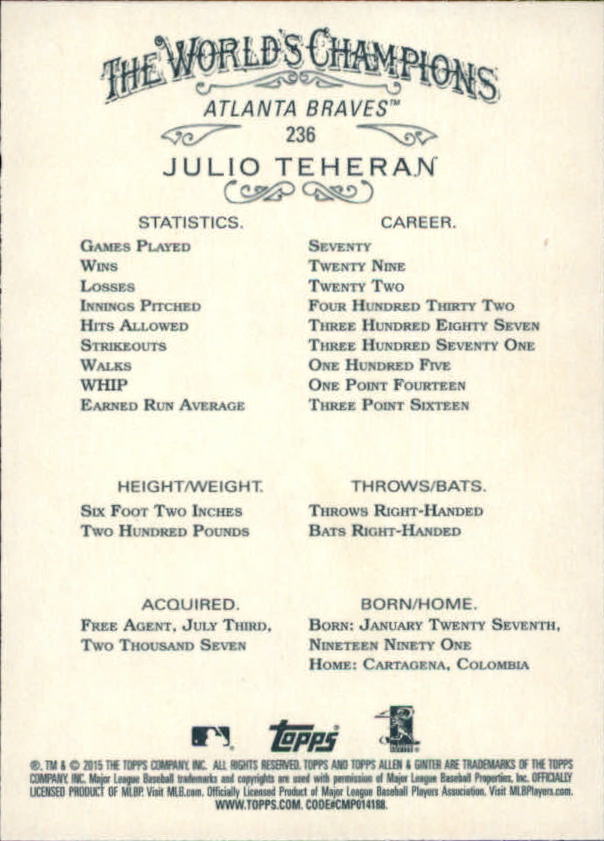 THE WORLD'S CHAMPIONS
ATLANTA BRAVES™
236
JULIO TEHERAN
STATISTICS. CAREER.
GAMES PLAYED SEVENTY
WINS TWENTY NINE
LOSSES TWENTY TWO
INNINGS PITCHED FOUR HUNDRED THIRTY TWO
HITS ALLOWED THREE HUNDRED EIGHTY SEVEN
STRIKEOUTS THREE HUNDRED SEVENTY ONE
WALKS ONE HUNDRED FIVE
WHIP ONE POINT FOURTEEN
EARNED RUN AVERAGE THREE POINT SIXTEEN
HEIGHT/WEIGHT. THROWS/BATS.
SIX FOOT TWO INCHES THROWS RIGHT-HANDED
TWO HUNDRED POUNDS BATS RIGHT-HANDED
ACQUIRED. BORN/HOME.
FREE AGENT, JULY THIRD, BORN: JANUARY TWENTY SEVENTH,
TWO THOUSAND SEVEN NINETEEN NINETY ONE
HOME: CARTAGENA, COLOMBIA
topps
®, TM & © 2015 THE TOPPS COMPANY, INC. ALL RIGHTS RESERVED. TOPPS AND TOPPS ALLEN & GINTER ARE TRADEMARKS OF THE TOPPS
COMPANY, INC. Major League Baseball trademarks and copyrights are used with permission of Major League Baseball Properties, Inc. OFFICIALLY
LICENSED PRODUCT OF MLBP. Visit MLB.com. Officially Licensed Product of Major League Baseball Players Association. Visit MLBPlayers.com.
WWW.TOPPS.COM. CODE#CMP014188.